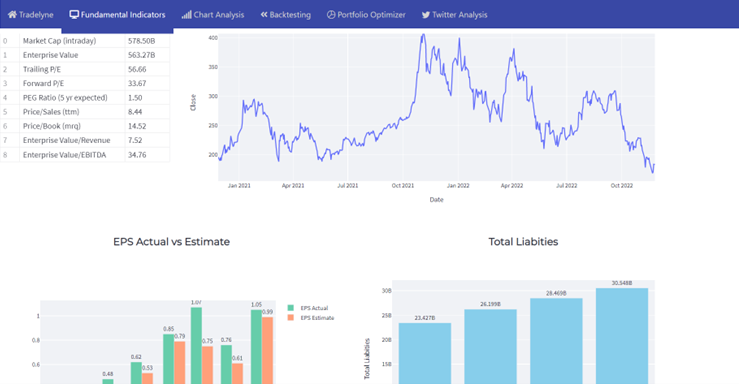 Tradelyne Fundamental Indicators Chart Analysis Backtesting Portfolio Optimizer Twitter Analysis
0 Market Cap (intraday) 578.50B
1 Enterprise Value 563.27B
2 Trailing P/E 56.66
3 Forward P/E 33.67
4 PEG Ratio (5 yr expected) 1.50
5 Price/Sales (ttm) 8.44
6 Price/Book (mrq) 14.52
7 Enterprise Value/Revenue 7.52
8 Enterprise Value/EBITDA 34.76
Close
400
350
300
250
200
Jan 2021 Apr 2021 Jul 2021 Oct 2021 Jan 2022 Apr 2022 Jul 2022 Oct 2022
Date
EPS Actual vs Estimate
1
0.8
0.6
0.48
0.62
0.53
0.85
0.79
1.07
0.75
0.76
0.61
1.05
0.99
EPS Actual
EPS Estimate
Total Liabities
Total Liabilities
30B
25B
20B
15B
23.427B
26.199B
28.469B
30.548B